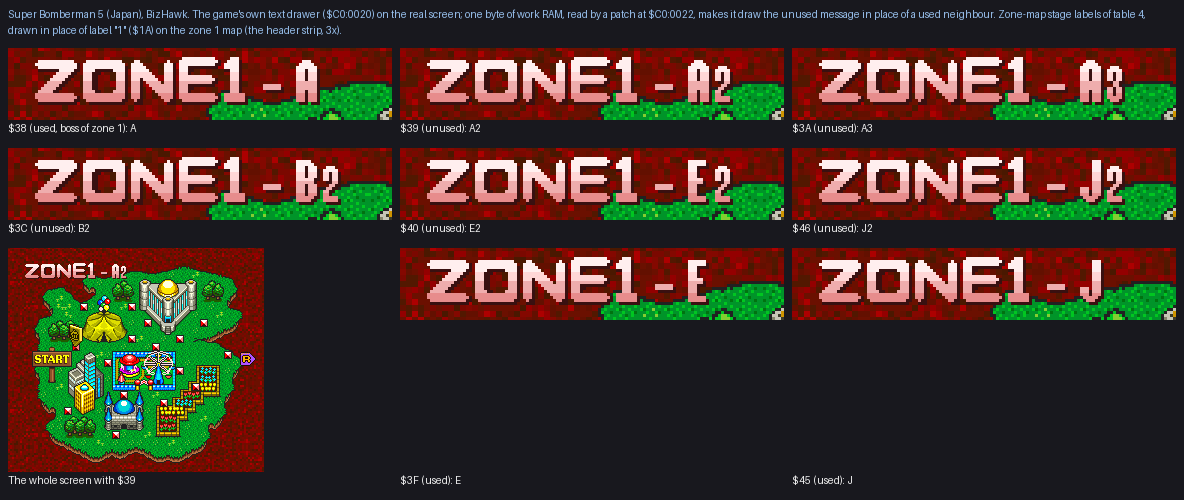 Super Bomberman 5 (Japan), BizHawk. The game's own text drawer ($C0:0020) on the real screen; one byte of work RAM, read by a patch at $C0:0022, makes it draw the unused message in place of a used neighbour. Zone-map stage labels of table 4,
drawn in place of label "1" ($1A) on the zone 1 map (the header strip, 3x).
ZONE1 - A
ZONE1 - A2
ZONE1 - A3
$38 (used, boss of zone 1): A
$39 (unused): A2
$3A (unused): A3
ZONE1 - B2
ZONE1 - E2
ZONE1 - J2
$3C (unused): B2
$40 (unused): E2
$46 (unused): J2
ZONE1 - A2
START
B
ZONE1 - E
ZONE1 - J
The whole screen with $39
$3F (used): E
$45 (used): J